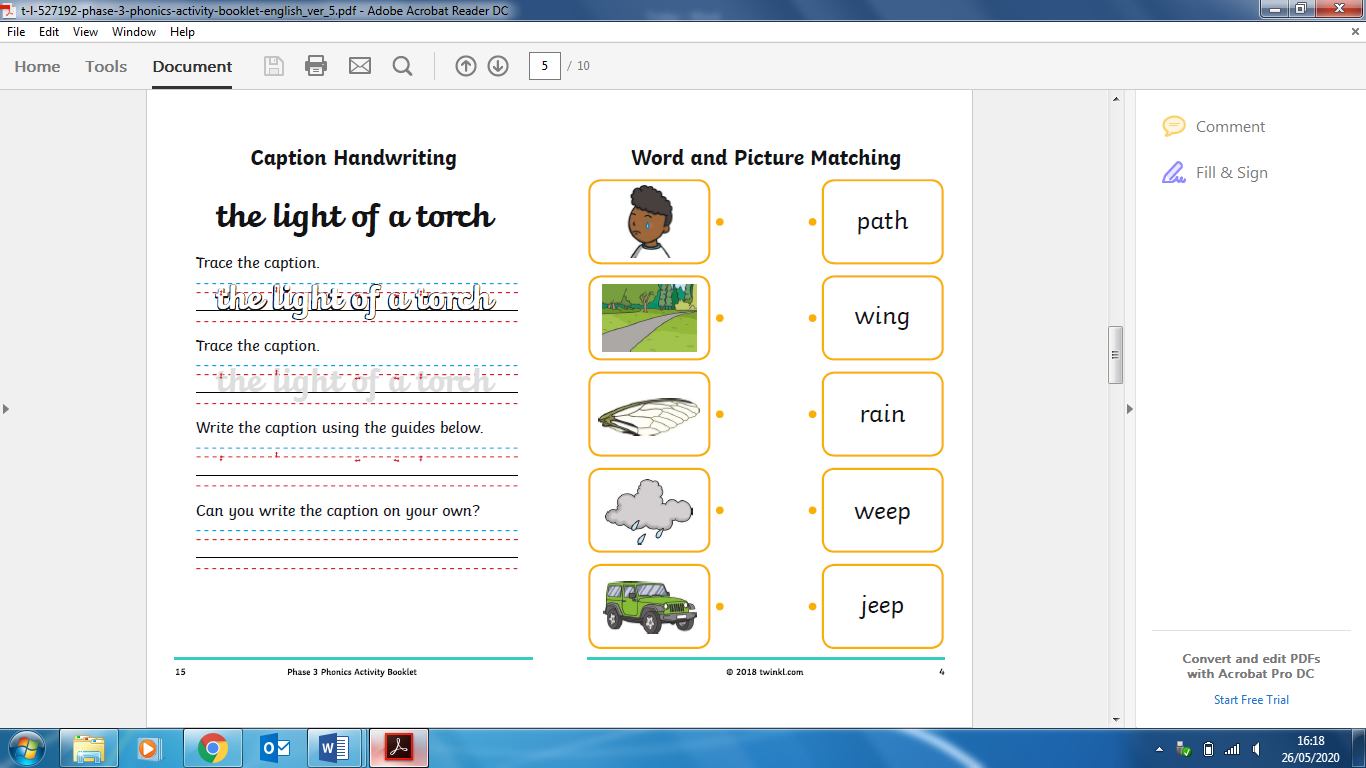 t-l-527192-phase-3-phonics-activity-booklet-english_ver_5.pdf - Adobe Acrobat Reader DC
File Edit View Window Help
Home Tools Document 5 / 10
Caption Handwriting
the light of a torch
Trace the caption.
the light of a torch
Trace the caption.
the light of a torch
Write the caption using the guides below.
Can you write the caption on your own?
15 Phase 3 Phonics Activity Booklet
Word and Picture Matching
path
wing
rain
weep
jeep
© 2018 twinkl.com 4
Comment
Fill & Sign
Convert and edit PDFs
with Acrobat Pro DC
Start Free Trial
16:18
26/05/2020